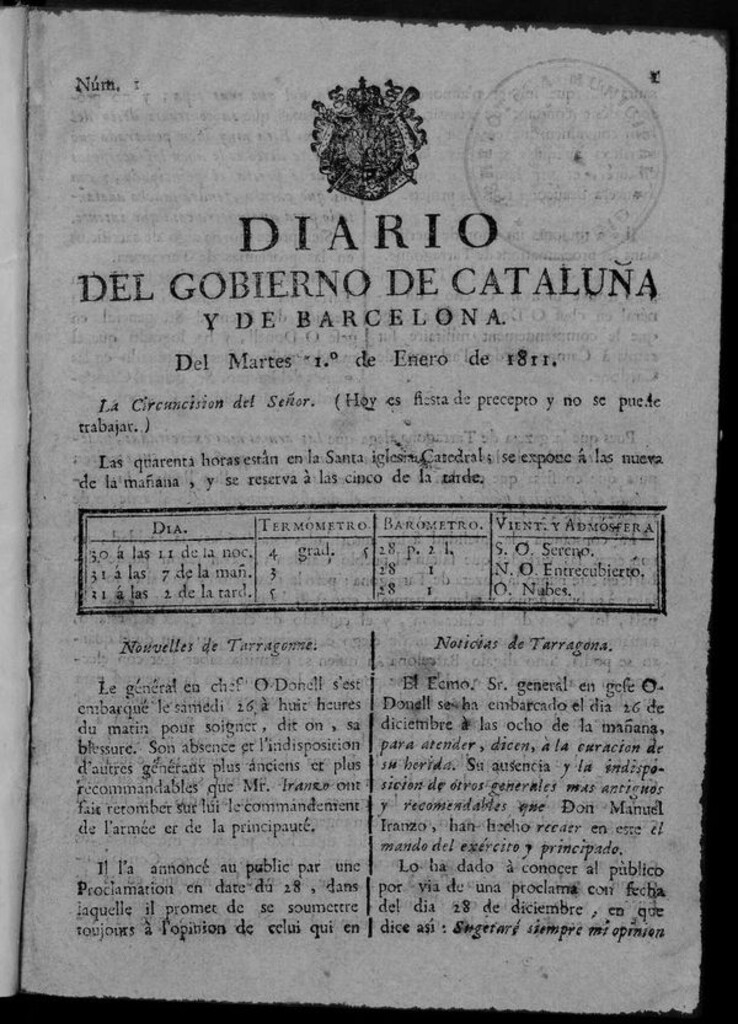 Núm. 1
1
DIARIO
DEL GOBIERNO DE CATALUÑA
Y DE BARCELONA.
Del Martes 1.º de Enero de 1811.
La Circuncision del Señor. (Hoy es fiesta de precepto y no se puede
trabajar.)
Las quarenta horas están en la Santa iglesia Catedral; se expone á las nueva
de la mañana, y se reserva à las cinco de la tarde.
DIA. TERMÓMETRO BARÓMETRO. VIENT. Y ADMÓSFERA
30 á las 11 de la noc. 4 grad. 5 28 p. 2 l. S. O. Sereno.
31 á las 7 de la mañ. 3 28 1 N. O. Entrecubierto.
31 á las 2 de la tard. 5 28 1 O. Nubes.
Nouvelles de Tarragonne.
Le général en chef O Donell s'est
embarqué le samedi 26 à huit heures
du matin pour soigner, dit on, sa
blessure. Son absence et l'indisposition
d'autres généraux plus anciens et plus
recommandables que Mr. Iranzo ont
fait retomber sur lui le commandement
de l'armée et de la principauté.
Il l'a annoncé au public par une
Proclamation en date du 28, dans
laquelle il promet de se soumettre
toujours à l'opinion de celui qui en
Noticias de Tarragona.
El Ecmo. Sr. general en gefe O-
Donell se ha embarcado el dia 26 de
diciembre à las ocho de la mañana,
para atender, dicen, à la curacion de
su herida. Su ausencia y la indispo-
sicion de otros generales mas antiguos
y recomendables que Don Manuel
Iranzo, han hecho recaer en este el
mando del exército y principado.
Lo ha dado à conocer al público
por via de una proclama con fecha
del dia 28 de diciembre, en que
dice asi: Sugetaré siempre mi opinion